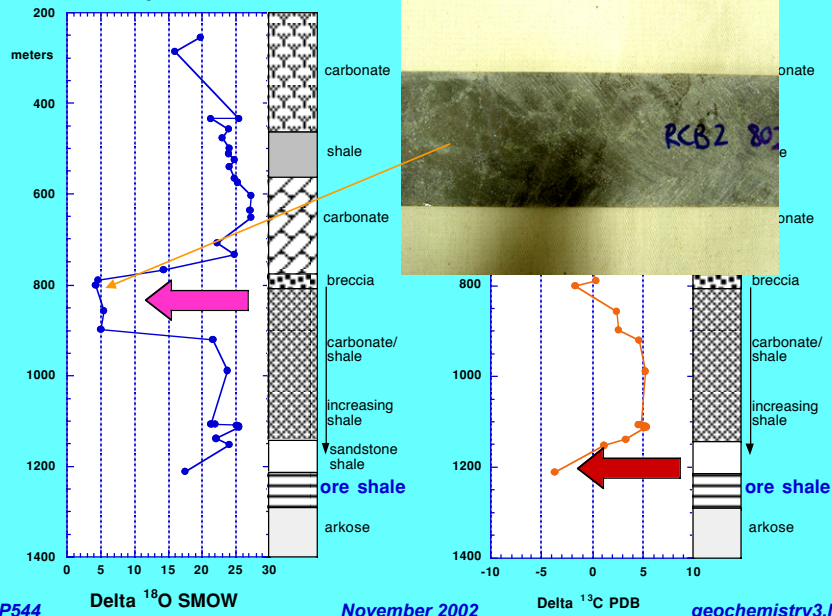 200
meters
400
600
800
1000
1200
1400
0 5 10 15 20 25 30
Delta 18O SMOW
carbonate
shale
carbonate
breccia
carbonate/
shale
increasing
shale
sandstone
shale
ore shale
arkose
RCB2 80
onate
e
onate
800
1000
1200
1400
-10 -5 0 5 10
Delta 13C PDB
breccia
carbonate/
shale
increasing
shale
ore shale
arkose
P544
November 2002
geochemistry3.